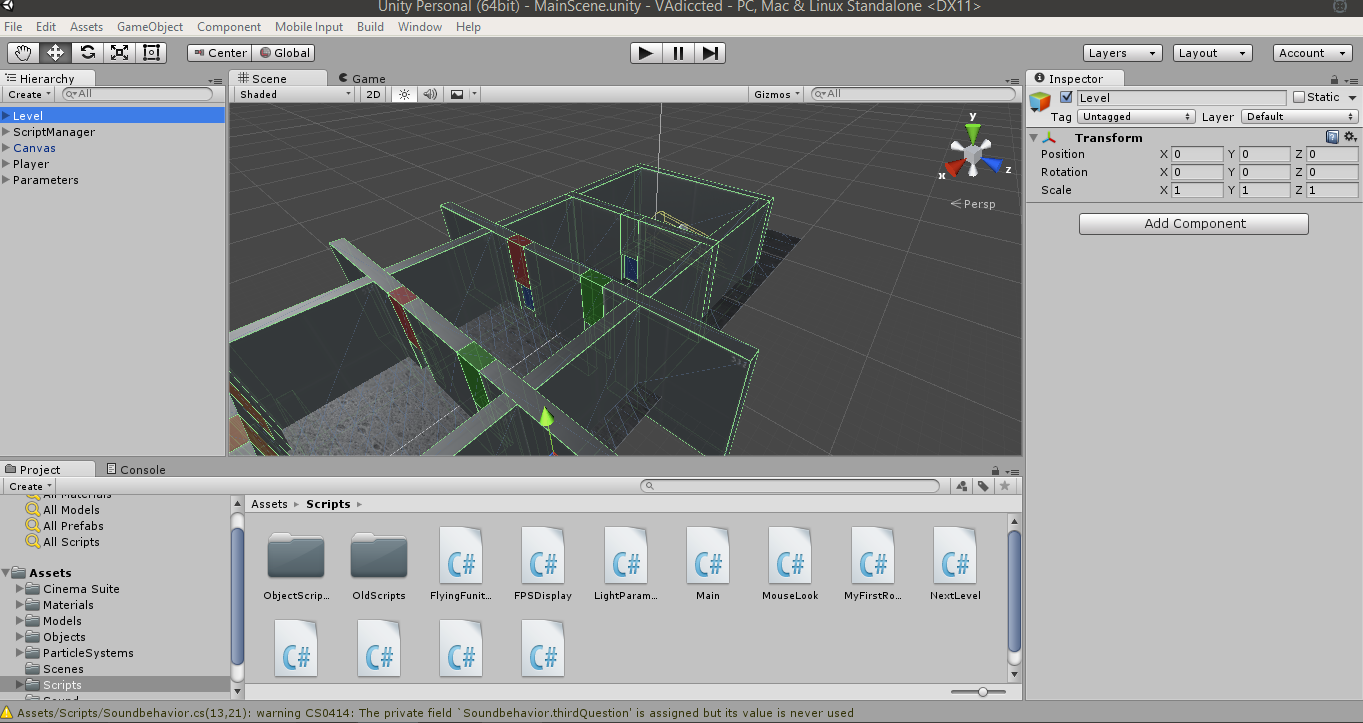 Unity Personal (64bit) - MainScene.unity - VAdiccted - PC, Mac & Linux Standalone <DX11>
File Edit Assets GameObject Component Mobile Input Build Window Help
Center Global Layers Layout Account
Hierarchy
Create All
Level
ScriptManager
Canvas
Player
Parameters
Scene Game
Shaded 2D Gizmos All
y
x
z
Persp
Inspector
Level Static
Tag Untagged Layer Default
Transform
Position X 0 Y 0 Z 0
Rotation X 0 Y 0 Z 0
Scale X 1 Y 1 Z 1
Add Component
Project Console
Create
All Materials
All Models
All Prefabs
All Scripts
Assets
Cinema Suite
Materials
Models
Objects
ParticleSystems
Scenes
Scripts
Sound
Assets Scripts
C# C# C# C# C# C# C#
ObjectScrip... OldScripts FlyingFunit... FPSDisplay LightParam... Main MouseLook MyFirstRo... NextLevel
C# C# C# C#
Assets/Scripts/Soundbehavior.cs(13,21): warning CS0414: The private field `Soundbehavior.thirdQuestion' is assigned but its value is never used